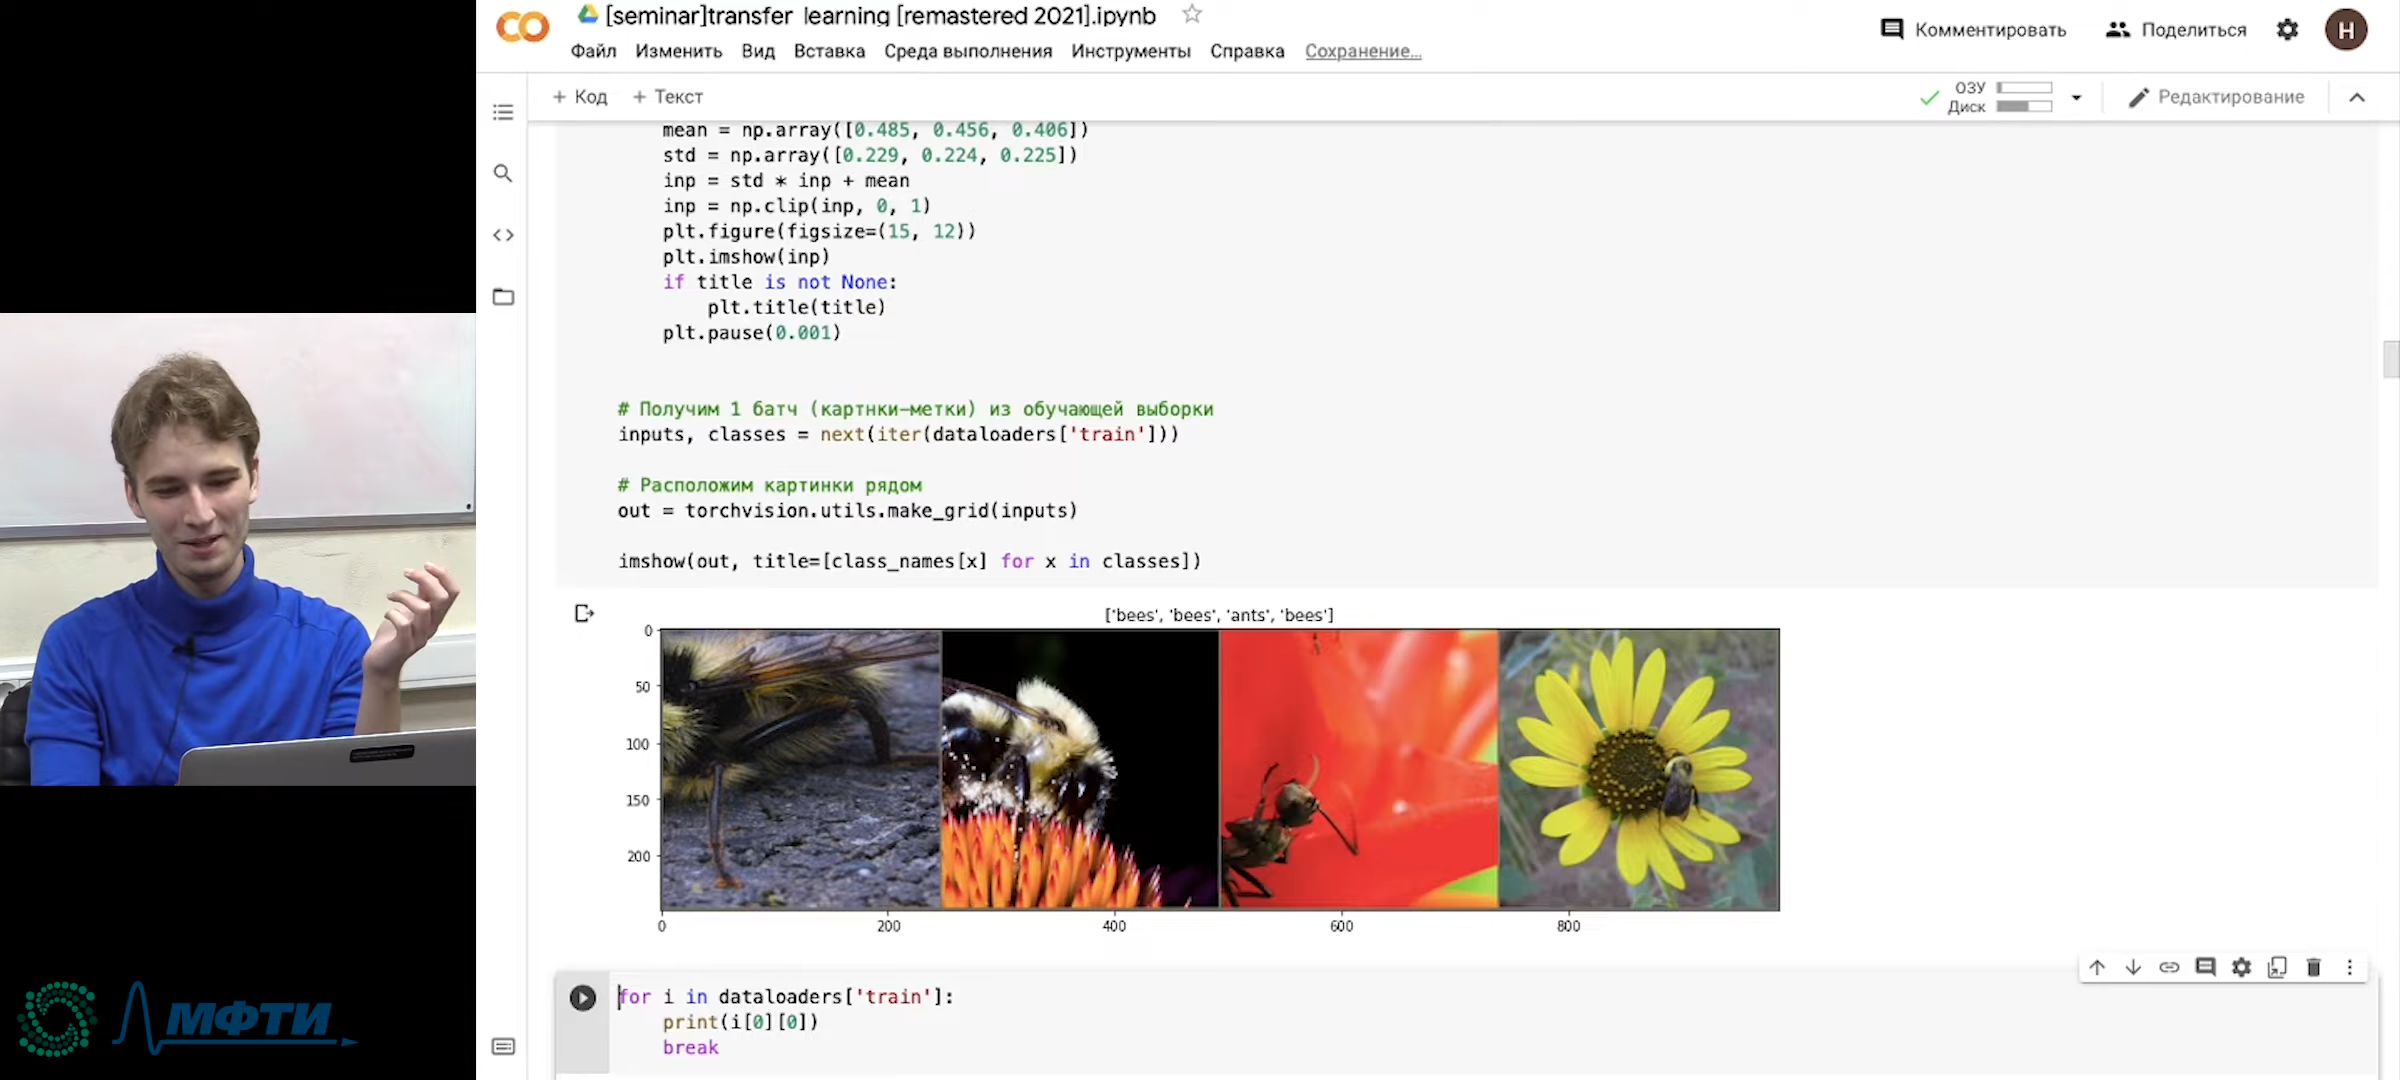 [seminar]transfer_learning [remastered 2021].ipynb
Файл Изменить Вид Вставка Среда выполнения Инструменты Справка Сохранение...
Комментировать Поделиться H
+ Код + Текст
ОЗУ
Диск
Редактирование
mean = np.array([0.485, 0.456, 0.406])
std = np.array([0.229, 0.224, 0.225])
inp = std * inp + mean
inp = np.clip(inp, 0, 1)
plt.figure(figsize=(15, 12))
plt.imshow(inp)
if title is not None:
plt.title(title)
plt.pause(0.001)
# Получим 1 батч (картнки-метки) из обучающей выборки
inputs, classes = next(iter(dataloaders['train']))
# Расположим картинки рядом
out = torchvision.utils.make_grid(inputs)
imshow(out, title=[class_names[x] for x in classes])
['bees', 'bees', 'ants', 'bees']
0
50
100
150
200
0 200 400 600 800
for i in dataloaders['train']:
print(i[0][0])
break
МФТИ